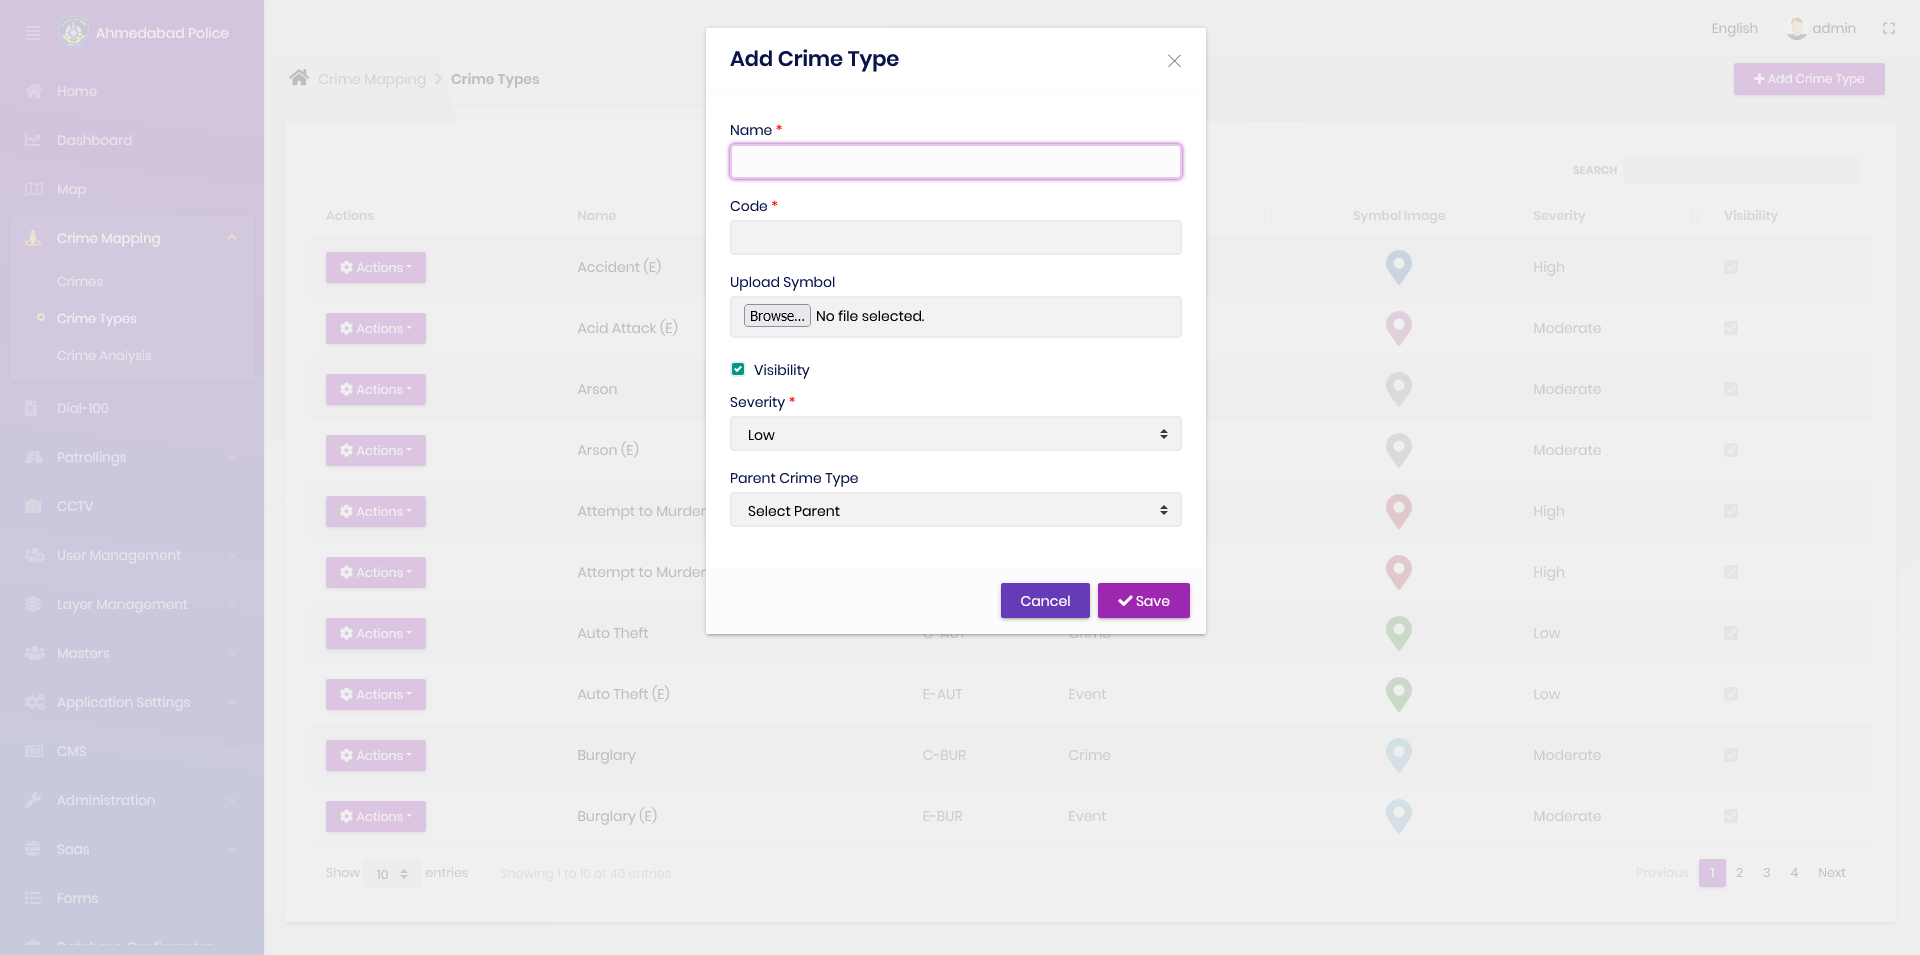 Ahmedabad Police
Home
Dashboard
Map
Crime Mapping
Crimes
Crime Types
Crime Analysis
Dial-100
Patrollings
CCTV
User Management
Layer Management
Masters
Application Settings
CMS
Administration
Saas
Forms
English
admin
Crime Mapping
Crime Types
Add Crime Type
SEARCH
Actions Name Symbol Image Severity Visibility
Actions Accident (E) High
Actions Acid Attack (E) Moderate
Actions Arson Moderate
Actions Arson (E) Moderate
Actions Attempt to Murder High
Actions Attempt to Murder High
Actions Auto Theft C-AUT Crime Low
Actions Auto Theft (E) E-AUT Event Low
Actions Burglary C-BUR Crime Moderate
Actions Burglary (E) E-BUR Event Moderate
Show 10 entries
Showing 1 to 10 of 40 entries
Previous 1 2 3 4 Next
Add Crime Type
Name *
Code *
Upload Symbol
Browse... No file selected.
Visibility
Severity *
Low
Parent Crime Type
Select Parent
Cancel
Save